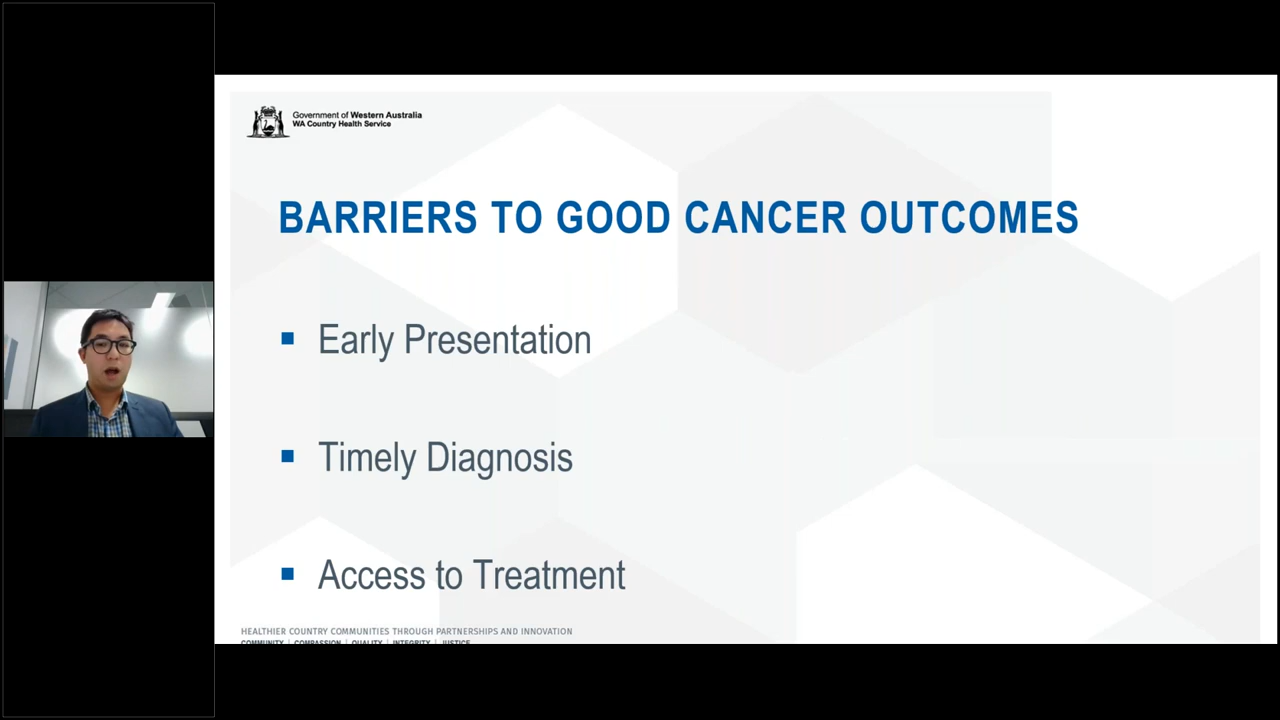 Government of Western Australia
WA Country Health Service
BARRIERS TO GOOD CANCER OUTCOMES
Early Presentation
Timely Diagnosis
Access to Treatment
HEALTHIER COUNTRY COMMUNITIES THROUGH PARTNERSHIPS AND INNOVATION
COMMUNITY | COMPASSION | QUALITY | INTEGRITY | JUSTICE